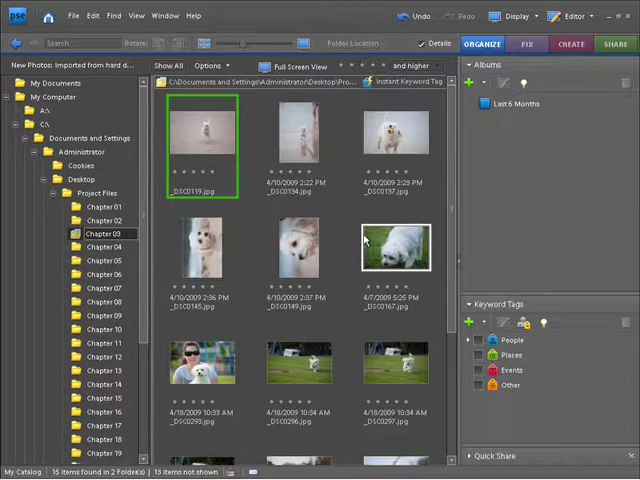 pse File Edit Find View Window Help Undo Redo Display Editor
Search Rotate: Folder Location Details ORGANIZE FIX CREATE SHARE
New Photos: Imported from hard d... Show All Options Full Screen View and higher
Albums
C:\Documents and Settings\Administrator\Desktop\Pro... Instant Keyword Tag
Last 6 Months
My Documents
My Computer
A:\
C:\
Documents and Settings
Administrator
Cookies
Desktop
Project Files
Chapter 01
Chapter 02
Chapter 03
Chapter 04
Chapter 05
Chapter 06
Chapter 07
Chapter 08
Chapter 09
Chapter 10
Chapter 11
Chapter 12
Chapter 13
Chapter 14
Chapter 15
Chapter 16
Chapter 17
Chapter 18
Chapter 19
_DSC0119.jpg
4/10/2009 2:22 PM
_DSC0134.jpg
4/10/2009 2:23 PM
_DSC0137.jpg
4/10/2009 2:36 PM
_DSC0145.jpg
4/10/2009 2:37 PM
_DSC0149.jpg
4/7/2009 5:25 PM
_DSC0167.jpg
4/18/2009 10:33 AM
_DSC0293.jpg
4/18/2009 10:34 AM
_DSC0296.jpg
4/18/2009 10:34 AM
_DSC0297.jpg
Keyword Tags
People
Places
Events
Other
Quick Share
My Catalog 15 items found in 2 Folder(s) 13 items not shown